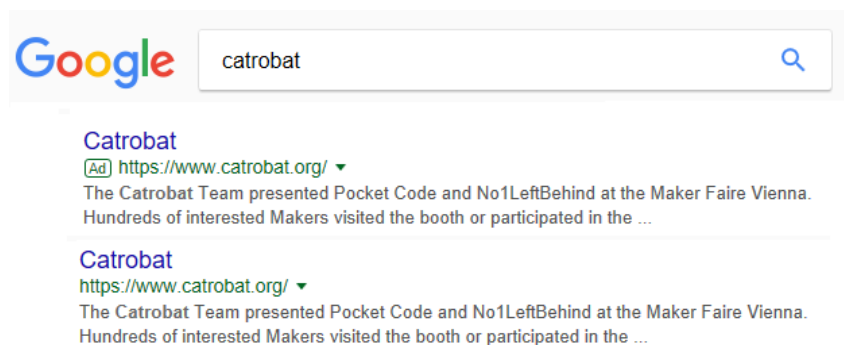 Google
catrobat
Catrobat
Ad https://www.catrobat.org/
The Catrobat Team presented Pocket Code and No1LeftBehind at the Maker Faire Vienna.
Hundreds of interested Makers visited the booth or participated in the ...
Catrobat
https://www.catrobat.org/
The Catrobat Team presented Pocket Code and No1LeftBehind at the Maker Faire Vienna.
Hundreds of interested Makers visited the booth or participated in the ...